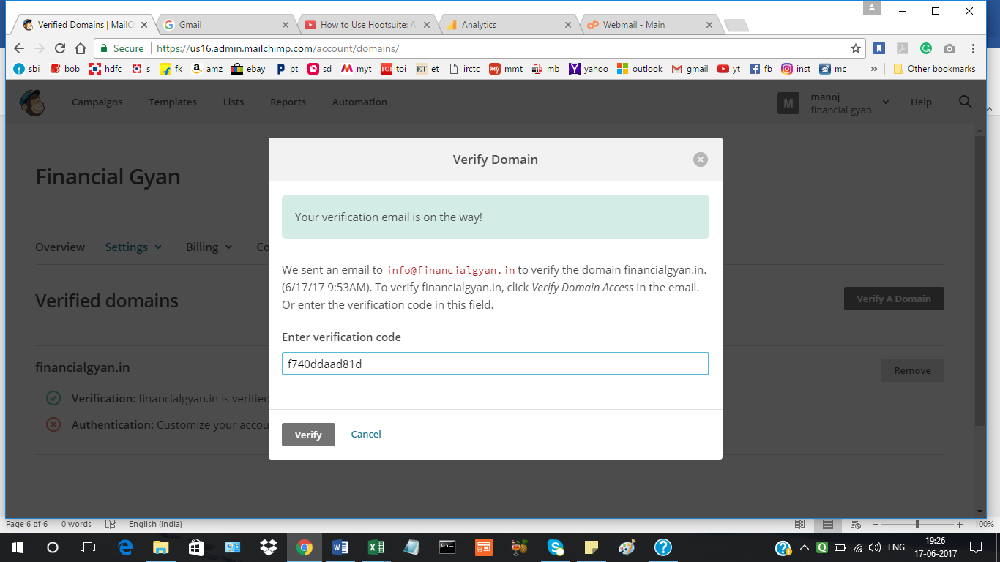 Verified Domains | MailC
Gmail
How to Use Hootsuite: A
Analytics
Webmail - Main
Secure
https://us16.admin.mailchimp.com/account/domains/
sbi
bob
hdfc
s
fk
amz
ebay
pt
sd
myt
TOI toi
ET et
irctc
my mmt
mb
yahoo
outlook
gmail
yt
fb
inst
mc
»
Other bookmarks
Campaigns
Templates
Lists
Reports
Automation
M
manoj
financial gyan
Help
Financial Gyan
Overview
Settings
Billing
Co
Verified domains
Verify A Domain
financialgyan.in
Remove
Verification: financialgyan.in is verified
Authentication: Customize your accou
Verify Domain
Your verification email is on the way!
We sent an email to info@financialgyan.in to verify the domain financialgyan.in.
(6/17/17 9:53AM). To verify financialgyan.in, click Verify Domain Access in the email.
Or enter the verification code in this field.
Enter verification code
f740ddaad81d
Verify
Cancel
Page 6 of 6
0 words
English (India)
100%
ENG
19:26
17-06-2017